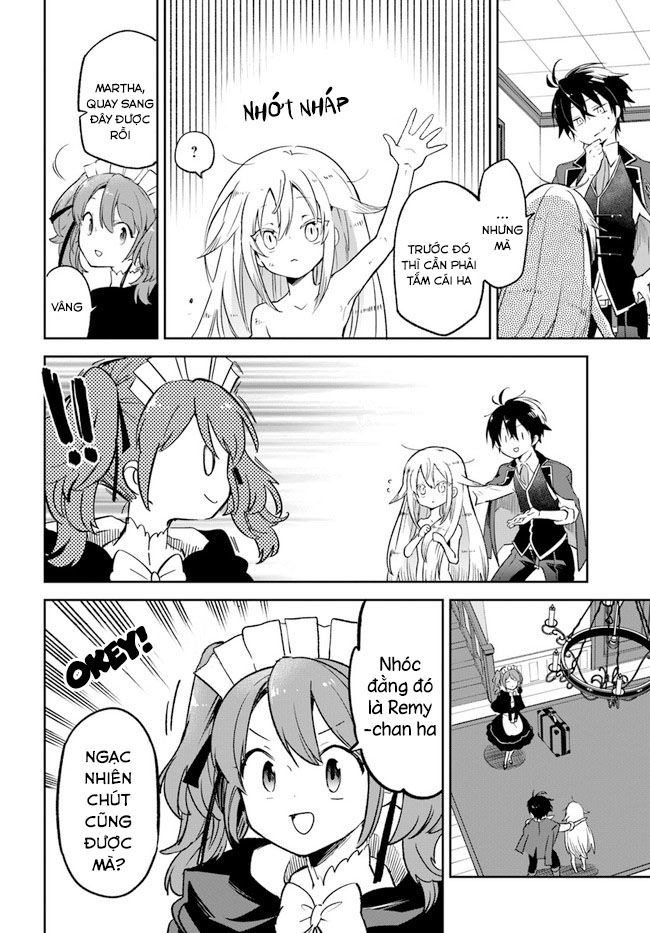 ...
NHƯNG
MÀ
TRƯỚC ĐÓ
THÌ CẦN PHẢI
TẮM CÁI HA
NHỚT NHÁP
?
MARTHA,
QUAY SANG
ĐÂY ĐƯỢC
RỒI
VÂNG
!!
Nhóc
đằng đó
là Remy
-chan ha
OKEY!
NGẠC
NHIÊN
CHÚT
CŨNG
ĐƯỢC
MÀ?